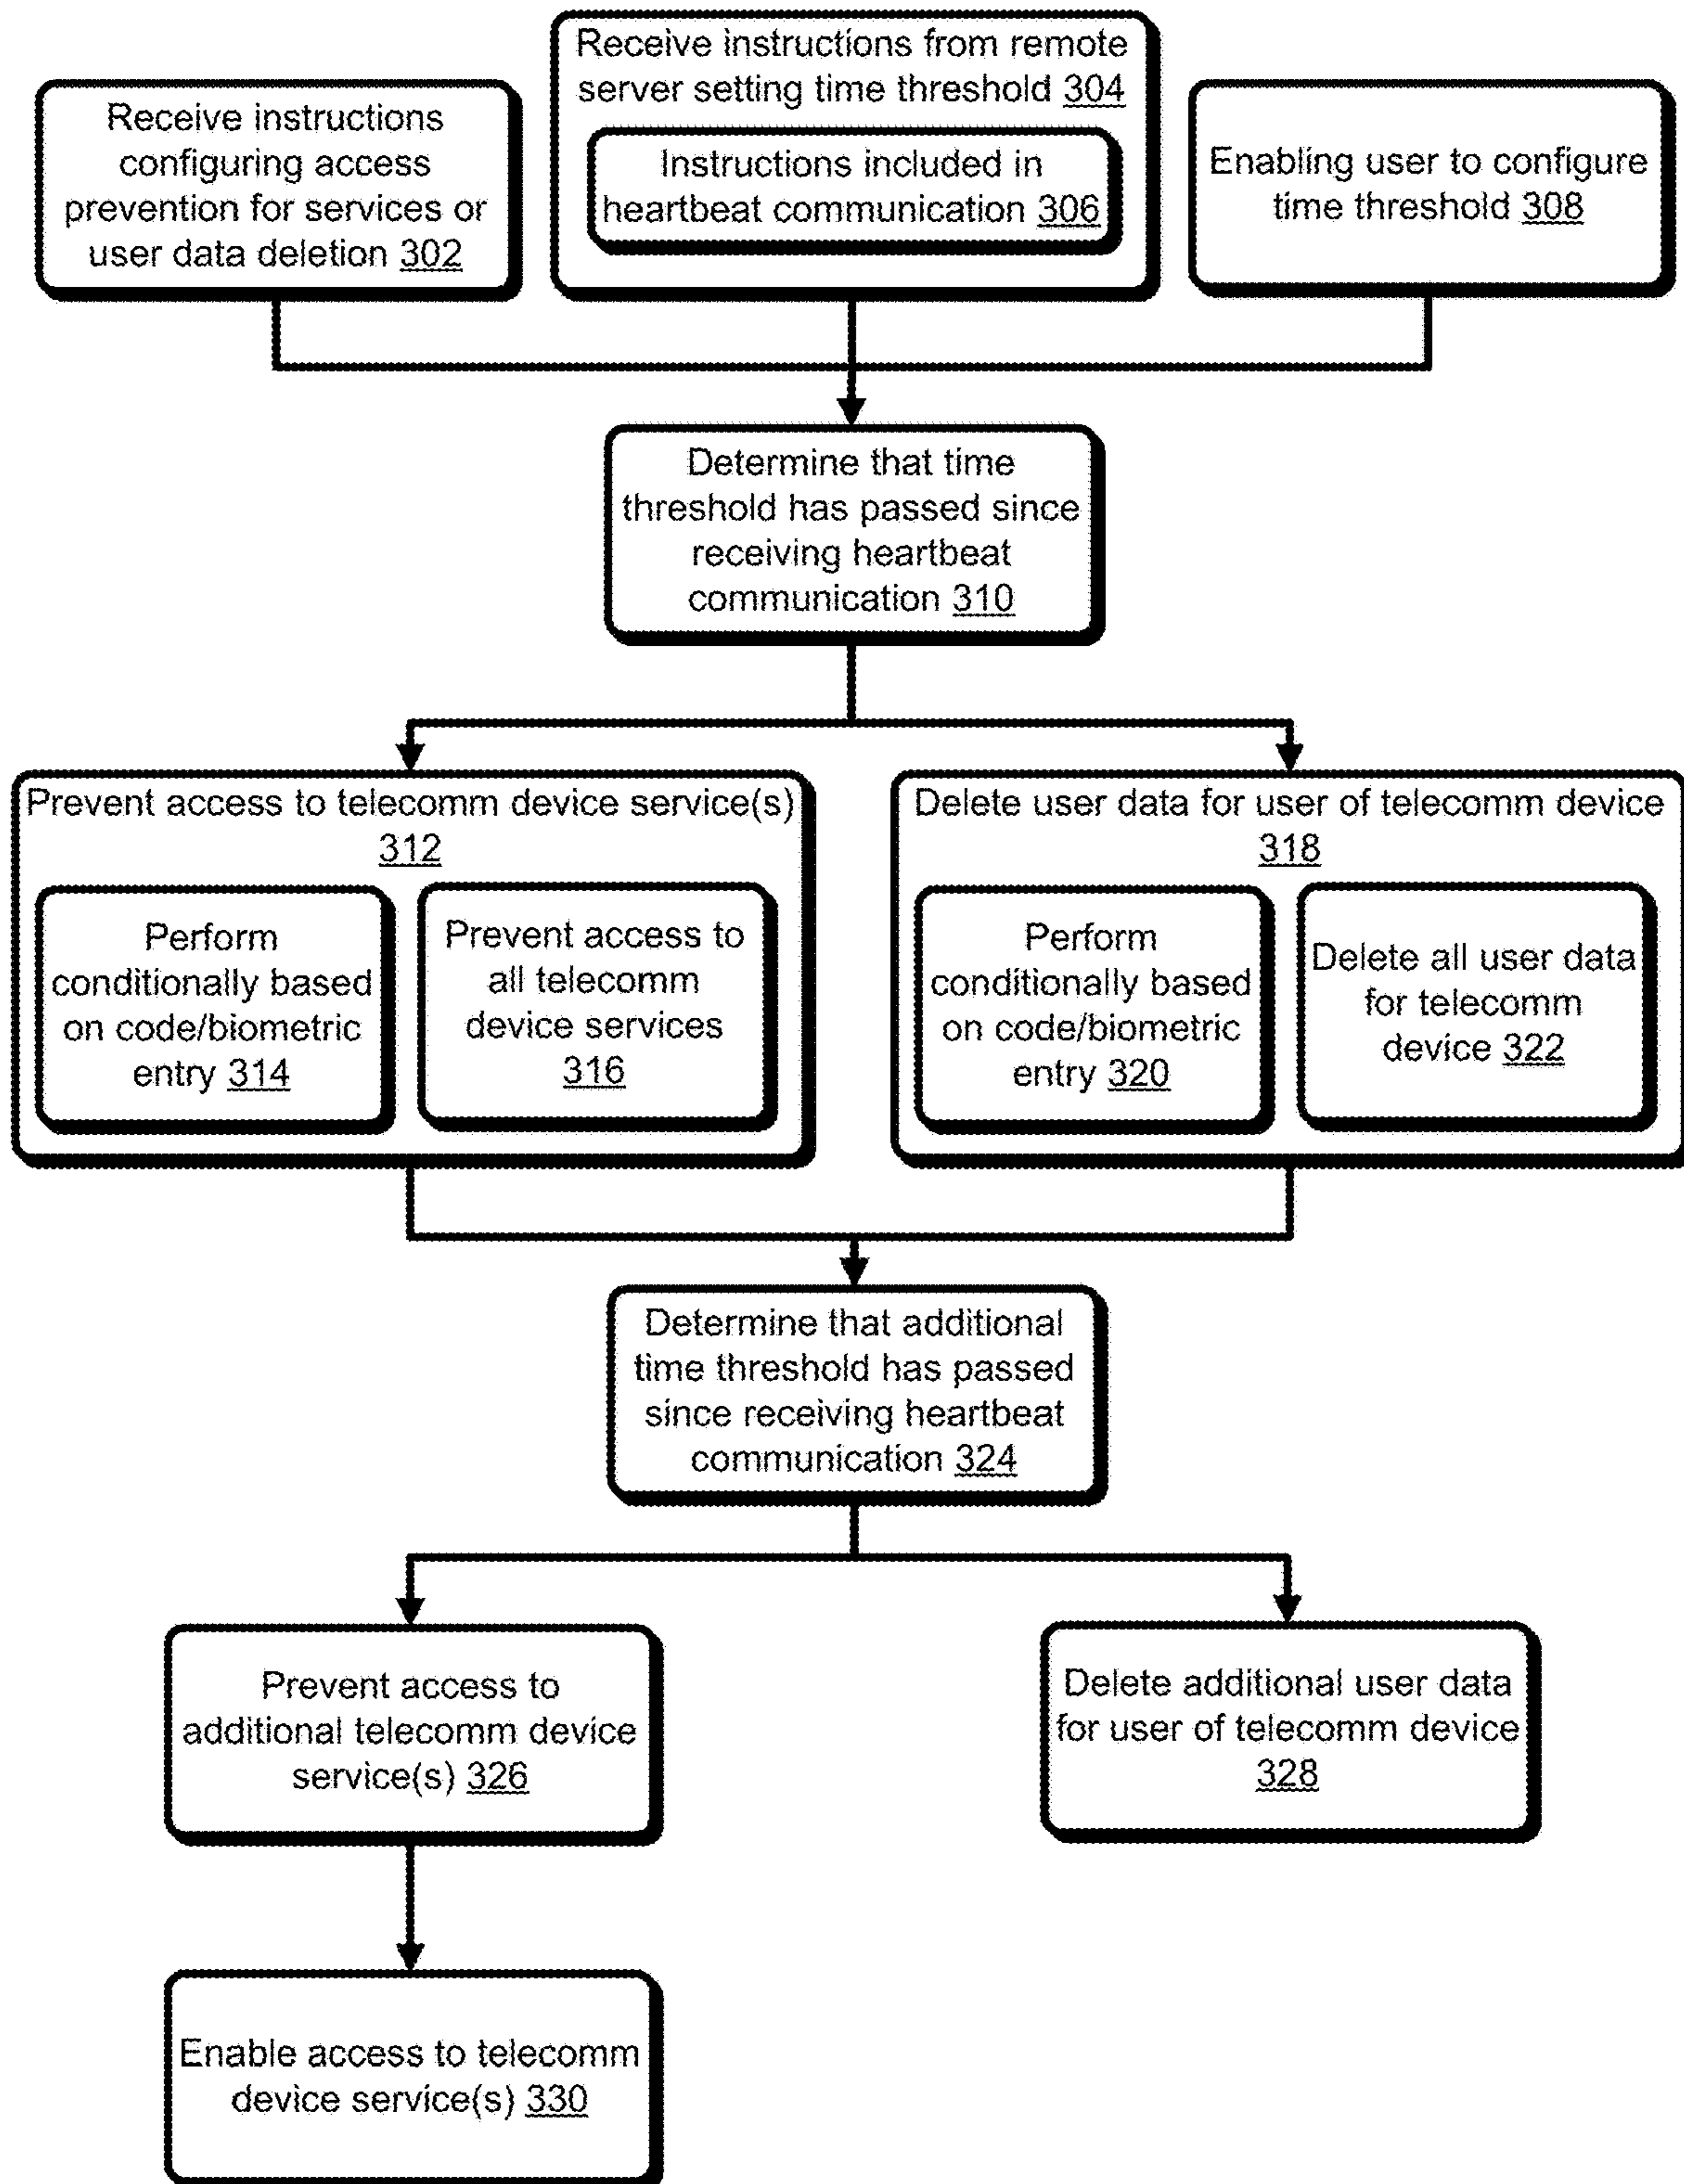 Receive instructions
configuring access
prevention for services or
user data deletion 302
Receive instructions from remote
server setting time threshold 304
Instructions included in
heartbeat communication 306
Enabling user to configure
time threshold 308
Determine that time
threshold has passed since
receiving heartbeat
communication 310
Prevent access to telecomm device service(s)
312
Perform
conditionally based
on code/biometric
entry 314
Prevent access to
all telecomm
device services
316
Delete user data for user of telecomm device
318
Perform
conditionally based
on code/biometric
entry 320
Delete all user data
for telecomm
device 322
Determine that additional
time threshold has passed
since receiving heartbeat
communication 324
Prevent access to
additional telecomm device
service(s) 326
Delete additional user data
for user of telecomm device
328
Enable access to telecomm
device service(s) 330